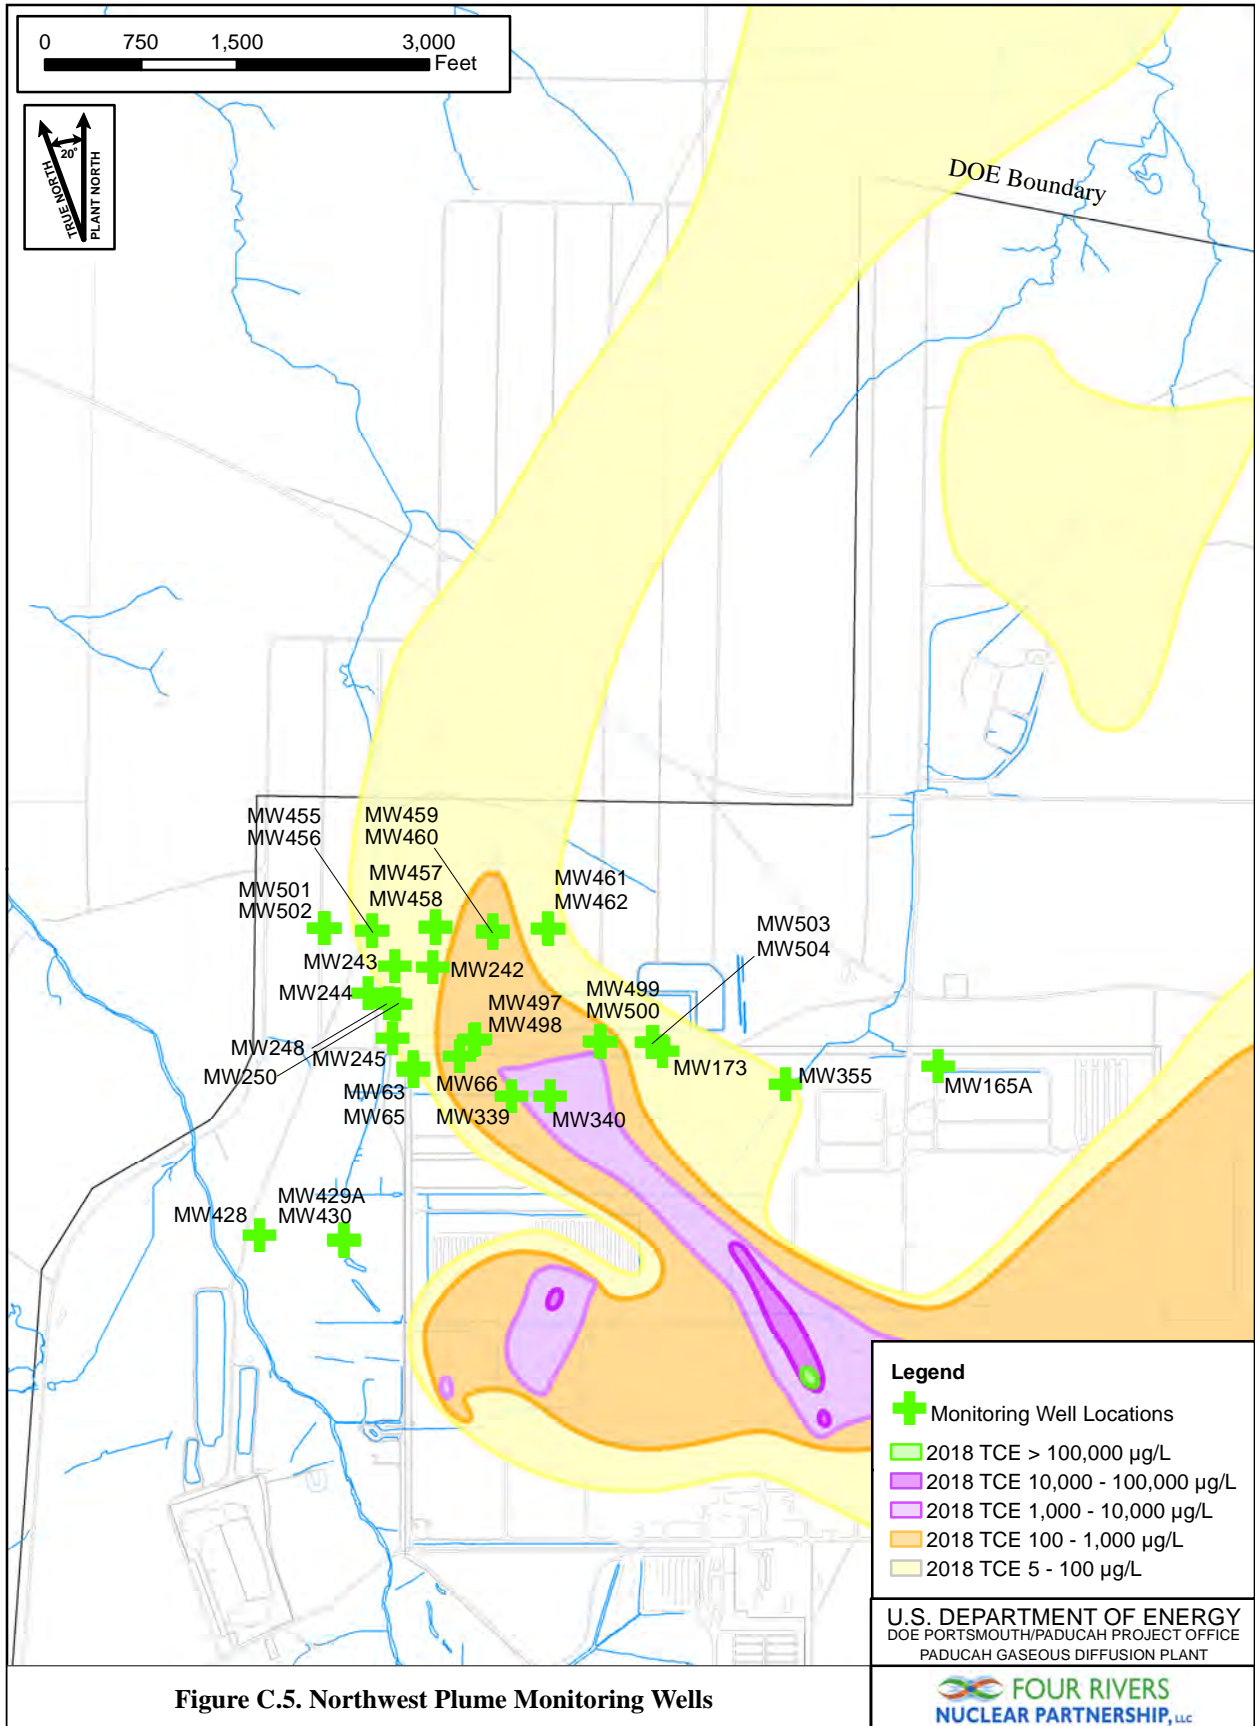 0 750 1,500 3,000
Feet
TRUE NORTH
20°
PLANT NORTH
DOE Boundary
MW455
MW456
MW459
MW460
MW457
MW458
MW461
MW462
MW501
MW502
MW503
MW504
MW243
MW242
MW244
MW499
MW500
MW497
MW498
MW248
MW245
MW250
MW173
MW63
MW65
MW66
MW339
MW340
MW355
MW165A
MW428
MW429A
MW430
Legend
Monitoring Well Locations
2018 TCE > 100,000 µg/L
2018 TCE 10,000 - 100,000 µg/L
2018 TCE 1,000 - 10,000 µg/L
2018 TCE 100 - 1,000 µg/L
2018 TCE 5 - 100 µg/L
U.S. DEPARTMENT OF ENERGY
DOE PORTSMOUTH/PADUCAH PROJECT OFFICE
PADUCAH GASEOUS DIFFUSION PLANT
Figure C.5. Northwest Plume Monitoring Wells
FOUR RIVERS
NUCLEAR PARTNERSHIP, LLC